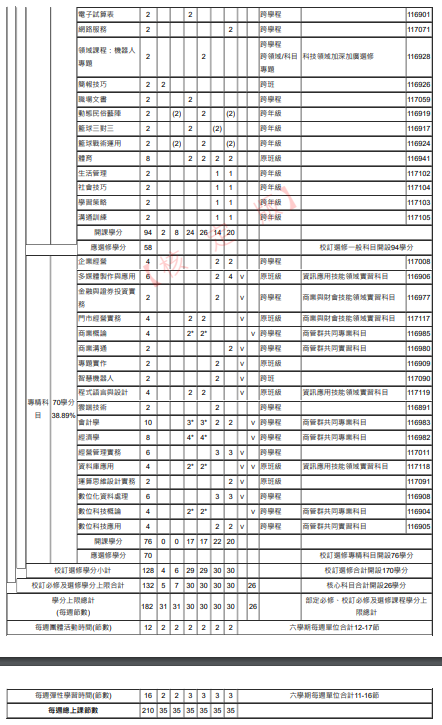 電子試算表 2 2 跨學程 116901
網路服務 2 2 跨學程 117071
領域課程：機器人專題 2 2 跨學程 跨領域/科目專題 科技領域加深加廣選修 116928
簡報技巧 2 2 跨班 116926
職場文書 2 2 跨學程 117059
動態民俗藝陣 2 (2) 2 (2) 跨年級 116919
籃球三對三 2 2 (2) 跨年級 116917
籃球戰術運用 2 (2) 2 (2) 跨年級 116924
體育 8 2 2 2 2 原班級 116941
生活管理 2 1 1 跨年級 117102
社會技巧 2 1 1 跨年級 117104
學習策略 2 1 1 跨年級 117103
溝通訓練 2 1 1 跨年級 117105
開課學分 94 2 8 24 26 14 20
應選修學分 58 校訂選修一般科目開設94學分
專精科目 70學分 38.89%
企業經營 4 2 2 跨學程 117008
多媒體製作與應用 6 2 4 v 原班級 資訊應用技能領域實習科目 116906
金融與證券投資實務 2 2 v 跨學程 商業與財會技能領域實習科目 116977
門市經營實務 4 2 2 v 原班級 商業與財會技能領域實習科目 117117
商業概論 4 2* 2* v 跨學程 商管群共同專業科目 116985
商業溝通 2 2 v 跨學程 商管群共同實習科目 116980
專題實作 2 2 v 原班級 116909
智慧機器人 2 2 v 跨班 117090
程式語言與設計 4 2 2 v 原班級 資訊應用技能領域實習科目 117119
雲端技術 2 2 跨學程 116891
會計學 10 3* 3* 2 2 v 跨學程 商管群共同專業科目 116983
經濟學 8 4* 4* v 跨學程 商管群共同專業科目 116982
經營管理實務 6 3 3 v 跨學程 117011
資料庫應用 4 2* 2* v 原班級 資訊應用技能領域實習科目 117118
運算思維設計實務 2 2 v 原班級 117091
數位化資料處理 6 3 3 v 跨學程 116908
數位科技概論 4 2* 2* v 跨學程 商管群共同專業科目 116904
數位科技應用 4 2 2 v 跨學程 商管群共同實習科目 116905
開課學分 76 0 0 17 17 22 20
應選修學分 70 校訂選修專精科目開設76學分
校訂選修學分小計 128 4 6 29 29 30 30 校訂選修合計開設170學分
校訂必修及選修學分上限合計 132 5 7 30 30 30 30 26 核心科目合計開設26學分
學分上限總計
(每週節數) 182 31 31 30 30 30 30 26 部定必修、校訂必修及選修課程學分上限總計
每週團體活動時間(節數) 12 2 2 2 2 2 2 六學期每週單位合計12-17節
每週彈性學習時間(節數) 16 2 2 3 3 3 3 六學期每週單位合計11-16節
每週總上課節數 210 35 35 35 35 35 35